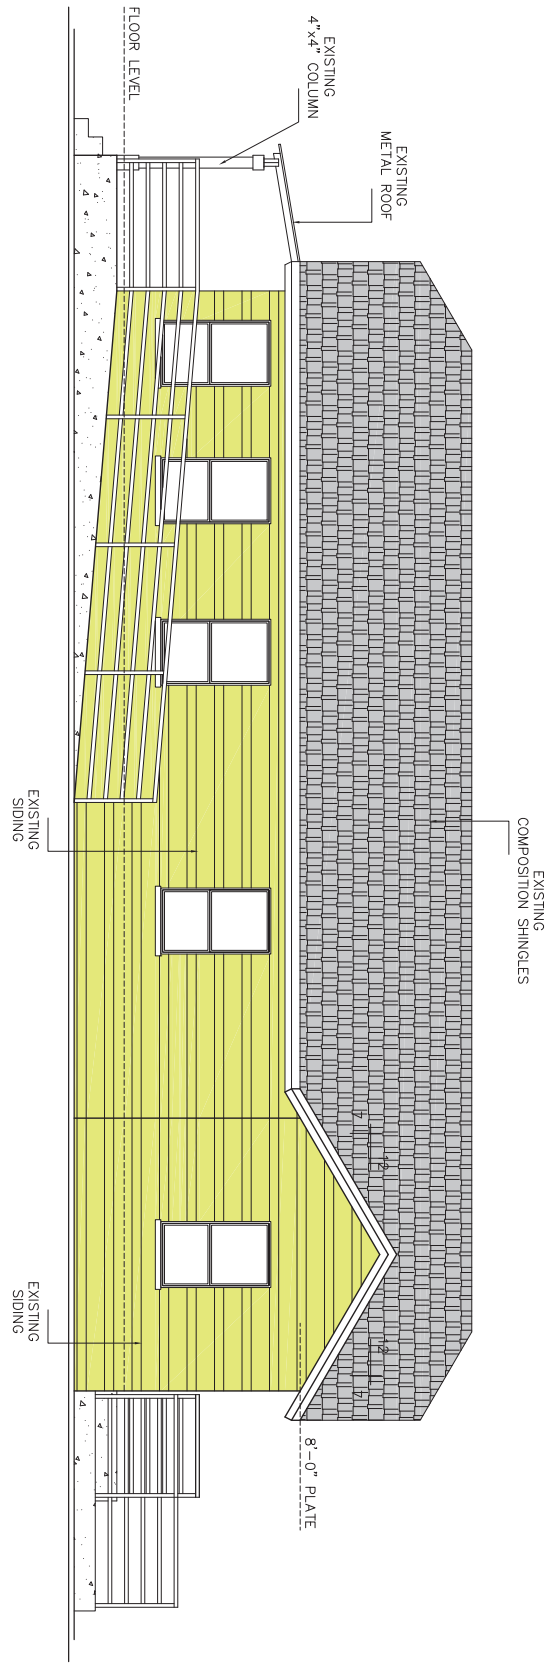 EXISTING
COMPOSITION SHINGLES
EXISTING
METAL ROOF
EXISTING
4"x4" COLUMN
FLOOR LEVEL
7
12
12
7
8'-0" PLATE
EXISTING
SIDING
EXISTING
SIDING